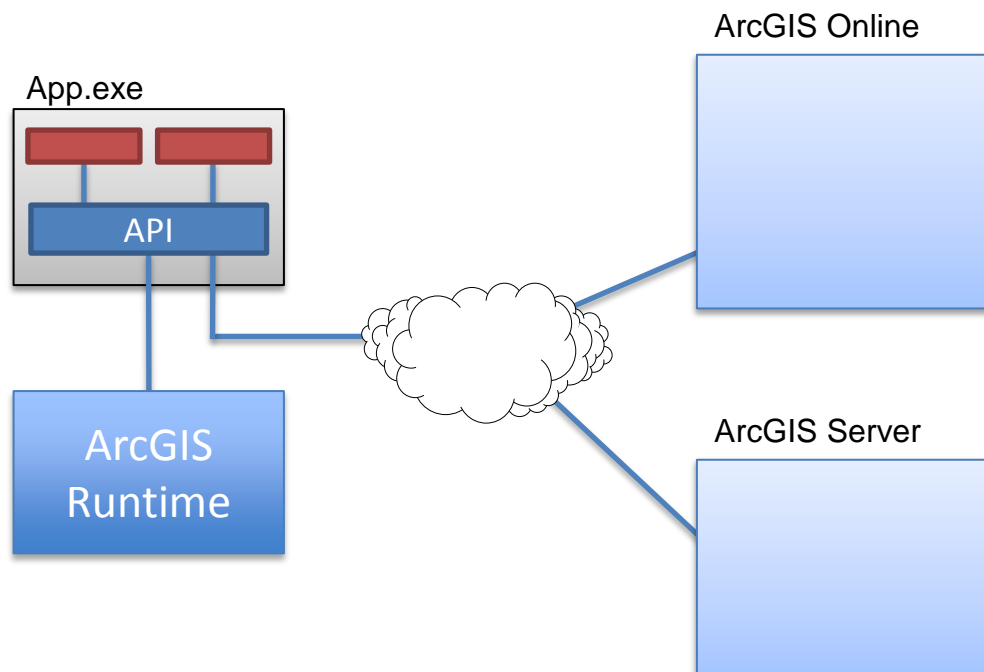 ArcGIS Online
App.exe
API
ArcGIS
Runtime
ArcGIS Server